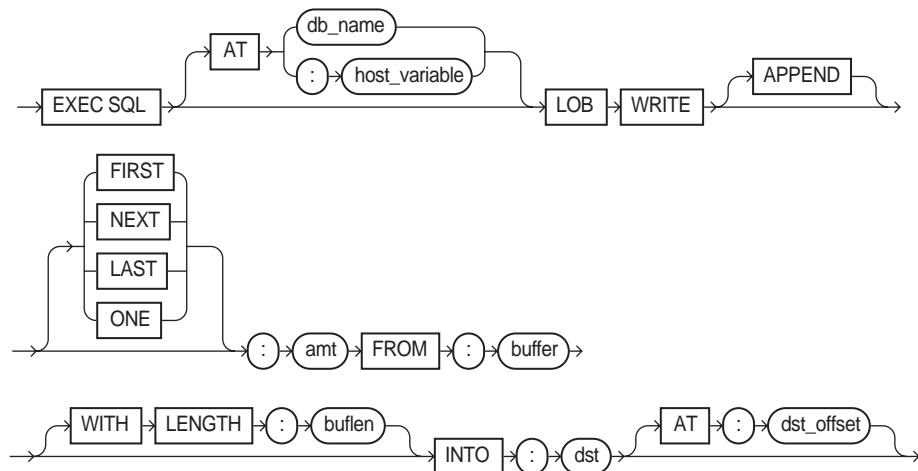 db_name
AT
: host_variable
EXEC SQL LOB WRITE APPEND
FIRST
NEXT
LAST
ONE
: amt FROM : buffer
WITH LENGTH : buflen AT : dst_offset
INTO : dst